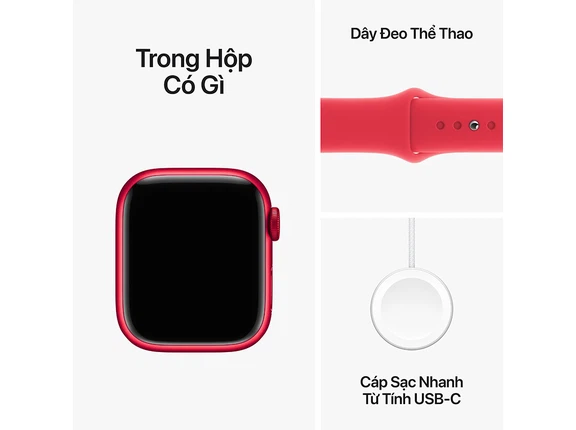 Trong Hộp
Có Gì
Dây Đeo Thể Thao
Cáp Sạc Nhanh
Từ Tính USB-C